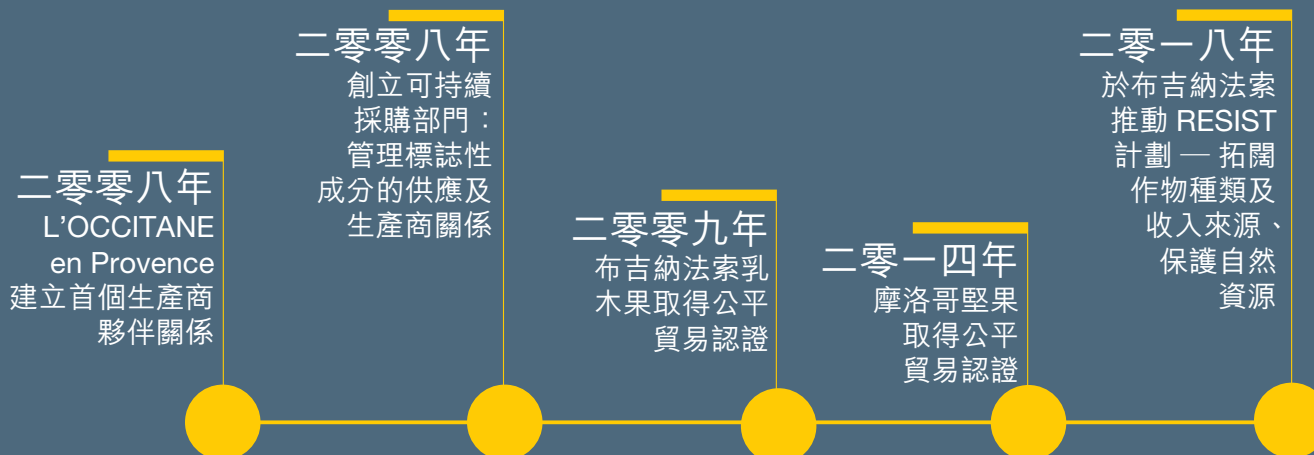 二零零八年
L’OCCITANE
en Provence
建立首個生產商
夥伴關係
二零零八年
創立可持續
採購部門：
管理標誌性
成分的供應及
生產商關係
二零零九年
布吉納法索乳
木果取得公平
貿易認證
二零一四年
摩洛哥堅果
取得公平
貿易認證
二零一八年
於布吉納法索
推動 RESIST
計劃 — 拓闊
作物種類及
收入來源、
保護自然
資源